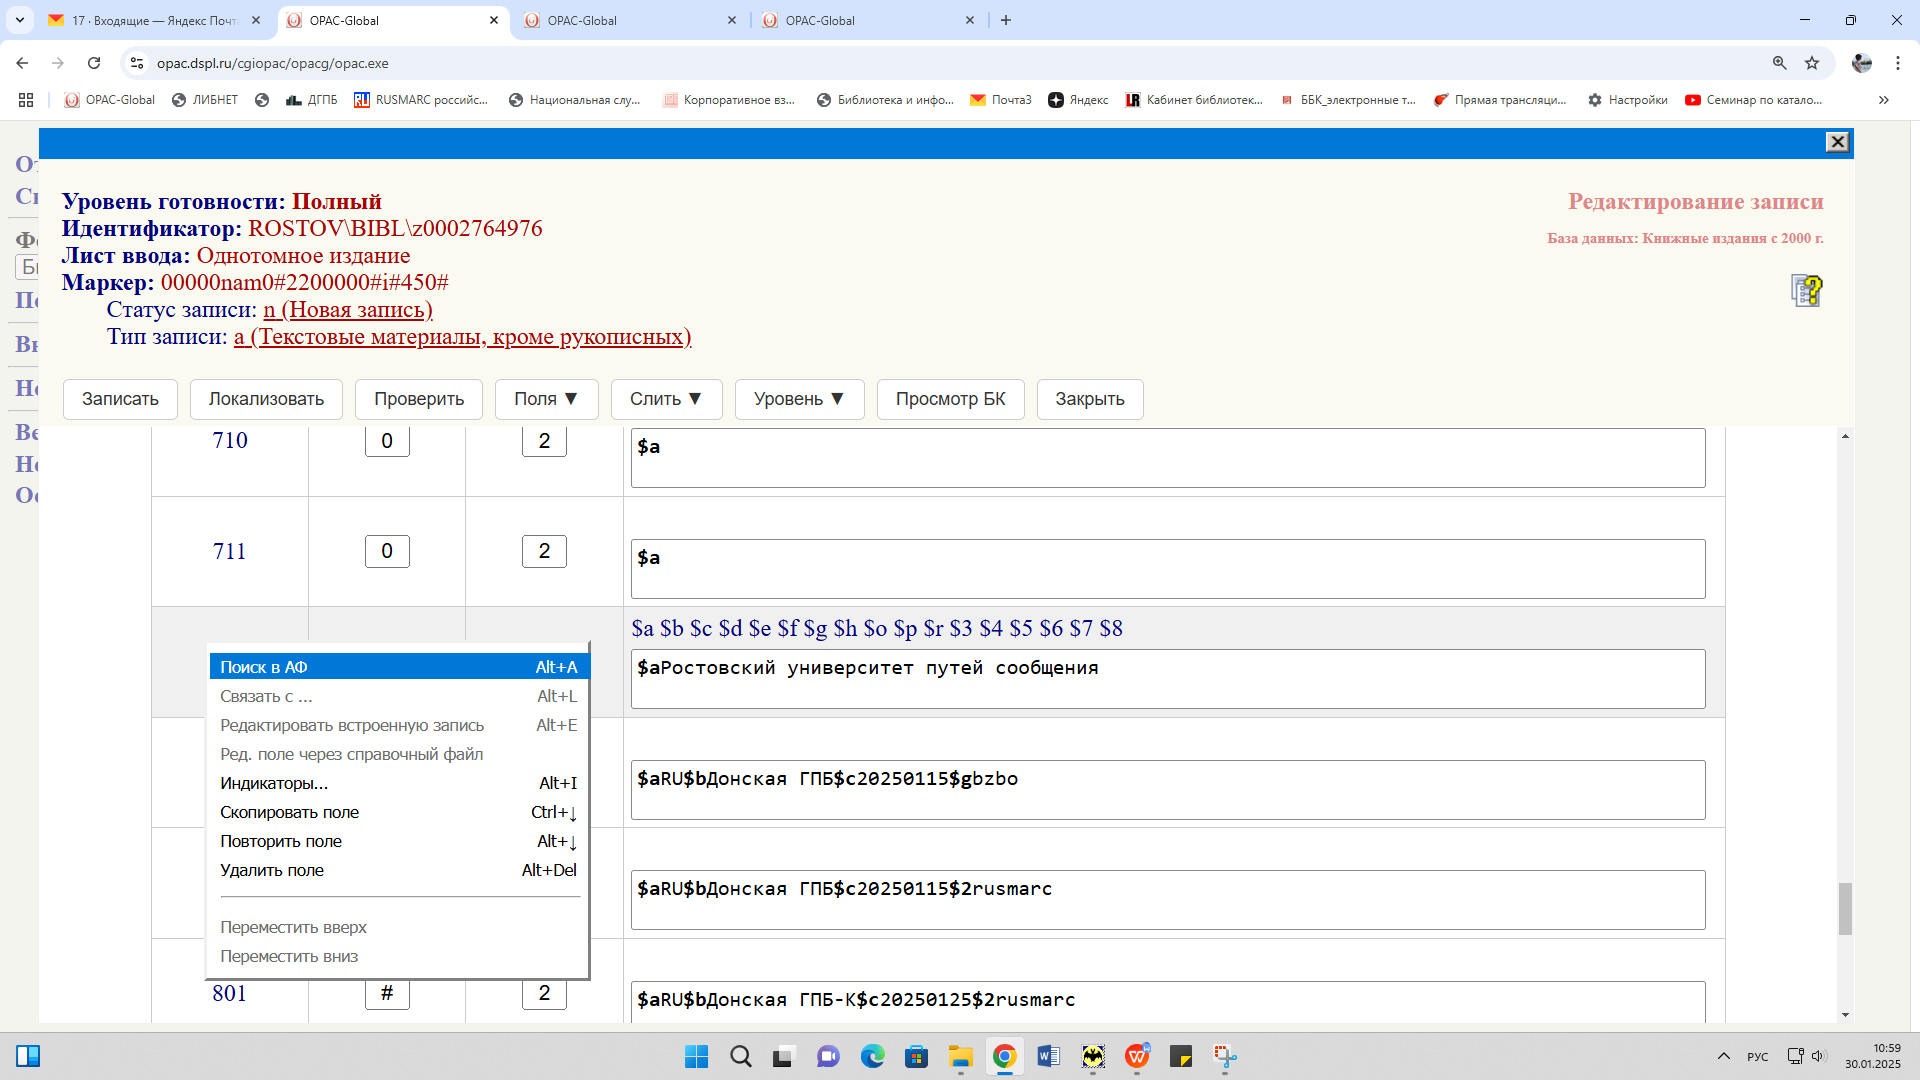 17 · Входящие — Яндекс Почт
OPAC-Global
OPAC-Global
OPAC-Global
opac.dspl.ru/cgiopac/opacg/opac.exe
OPAC-Global
ЛИБНЕТ
ДГПБ
RUSMARC российс...
Национальная слу...
Корпоративное вз...
Библиотека и инфо...
Почта3
Яндекс
Кабинет библиотек...
ББК_электронные т...
Прямая трансляци...
Настройки
Семинар по катало...
Уровень готовности: Полный
Идентификатор: ROSTOV\BIBL\z0002764976
Лист ввода: Однотомное издание
Маркер: 00000nam0#2200000#i#450#
Статус записи: n (Новая запись)
Тип записи: a (Текстовые материалы, кроме рукописных)
Редактирование записи
База данных: Книжные издания с 2000 г.
Записать
Локализовать
Проверить
Поля ▼
Слить ▼
Уровень ▼
Просмотр БК
Закрыть
710 0 2 $a
711 0 2 $a
$a $b $c $d $e $f $g $h $o $p $r $3 $4 $5 $6 $7 $8
$aРостовский университет путей сообщения
Поиск в АФ Alt+A
Связать с ... Alt+L
Редактировать встроенную запись Alt+E
Ред. поле через справочный файл
Индикаторы... Alt+I
Скопировать поле Ctrl+↓
Повторить поле Alt+↓
Удалить поле Alt+Del
Переместить вверх
Переместить вниз
$aRU$bДонская ГПБ$c20250115$gbzbo
$aRU$bДонская ГПБ$c20250115$2rusmarc
801 # 2 $aRU$bДонская ГПБ-К$c20250125$2rusmarc
РУС
10:59
30.01.2025